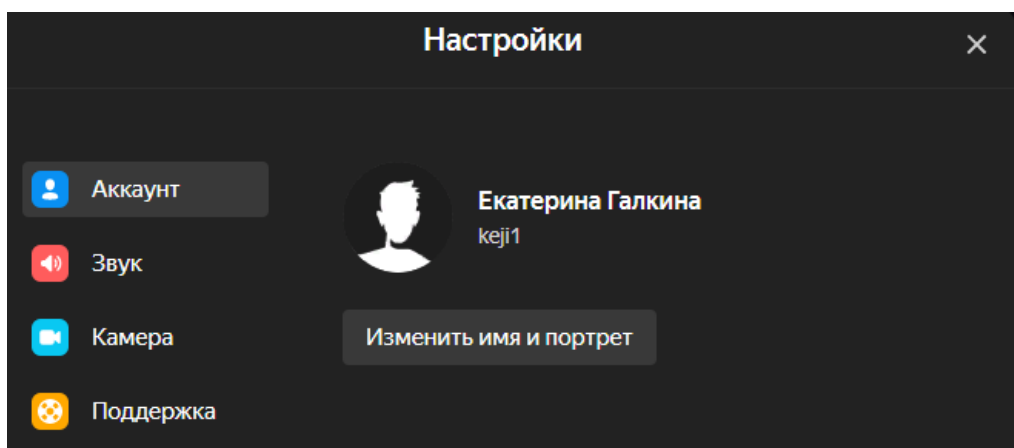 Настройки
Аккаунт
Звук
Камера
Поддержка
Екатерина Галкина
keji1
Изменить имя и портрет